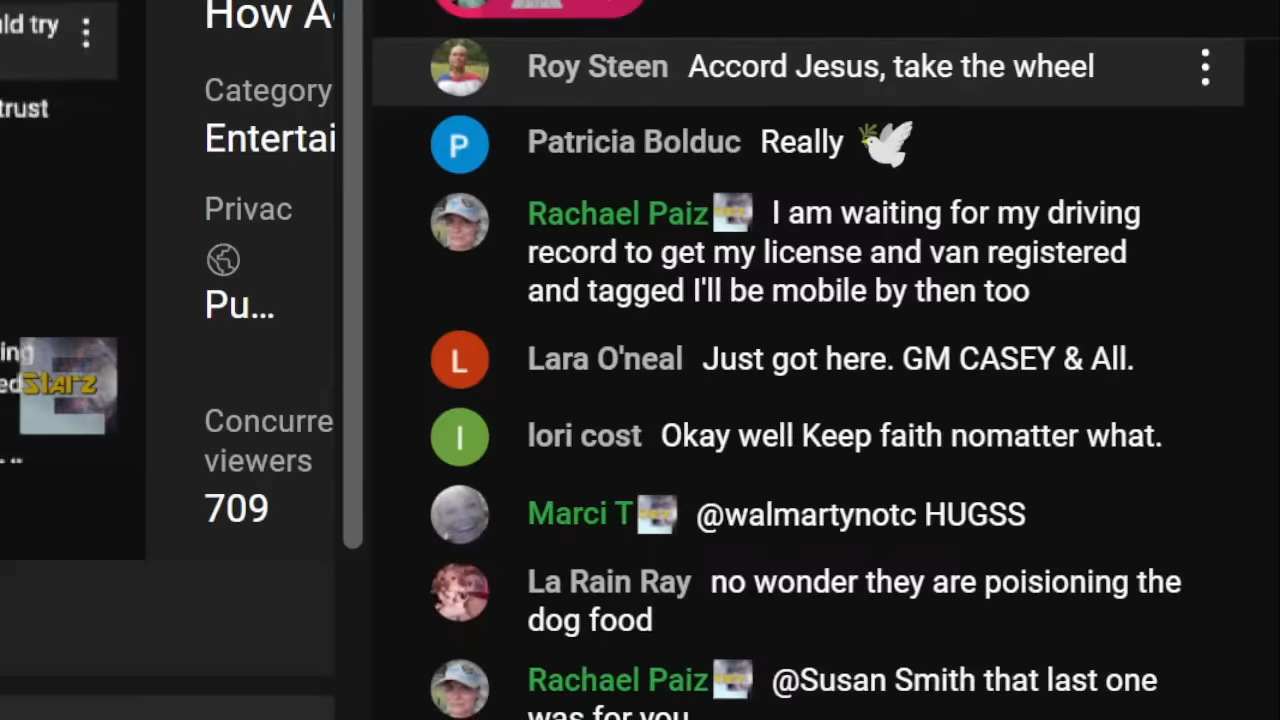 ld try
trust
ing
ed
Starz
How A
Category
Entertai
Privac
Pu...
Concurre
viewers
709
Roy Steen Accord Jesus, take the wheel
P
Patricia Bolduc Really
Rachael Paiz I am waiting for my driving
record to get my license and van registered
and tagged I'll be mobile by then too
L
Lara O'neal Just got here. GM CASEY & All.
l
lori cost Okay well Keep faith nomatter what.
Marci T @walmartynotc HUGSS
La Rain Ray no wonder they are poisioning the
dog food
Rachael Paiz @Susan Smith that last one
was for you